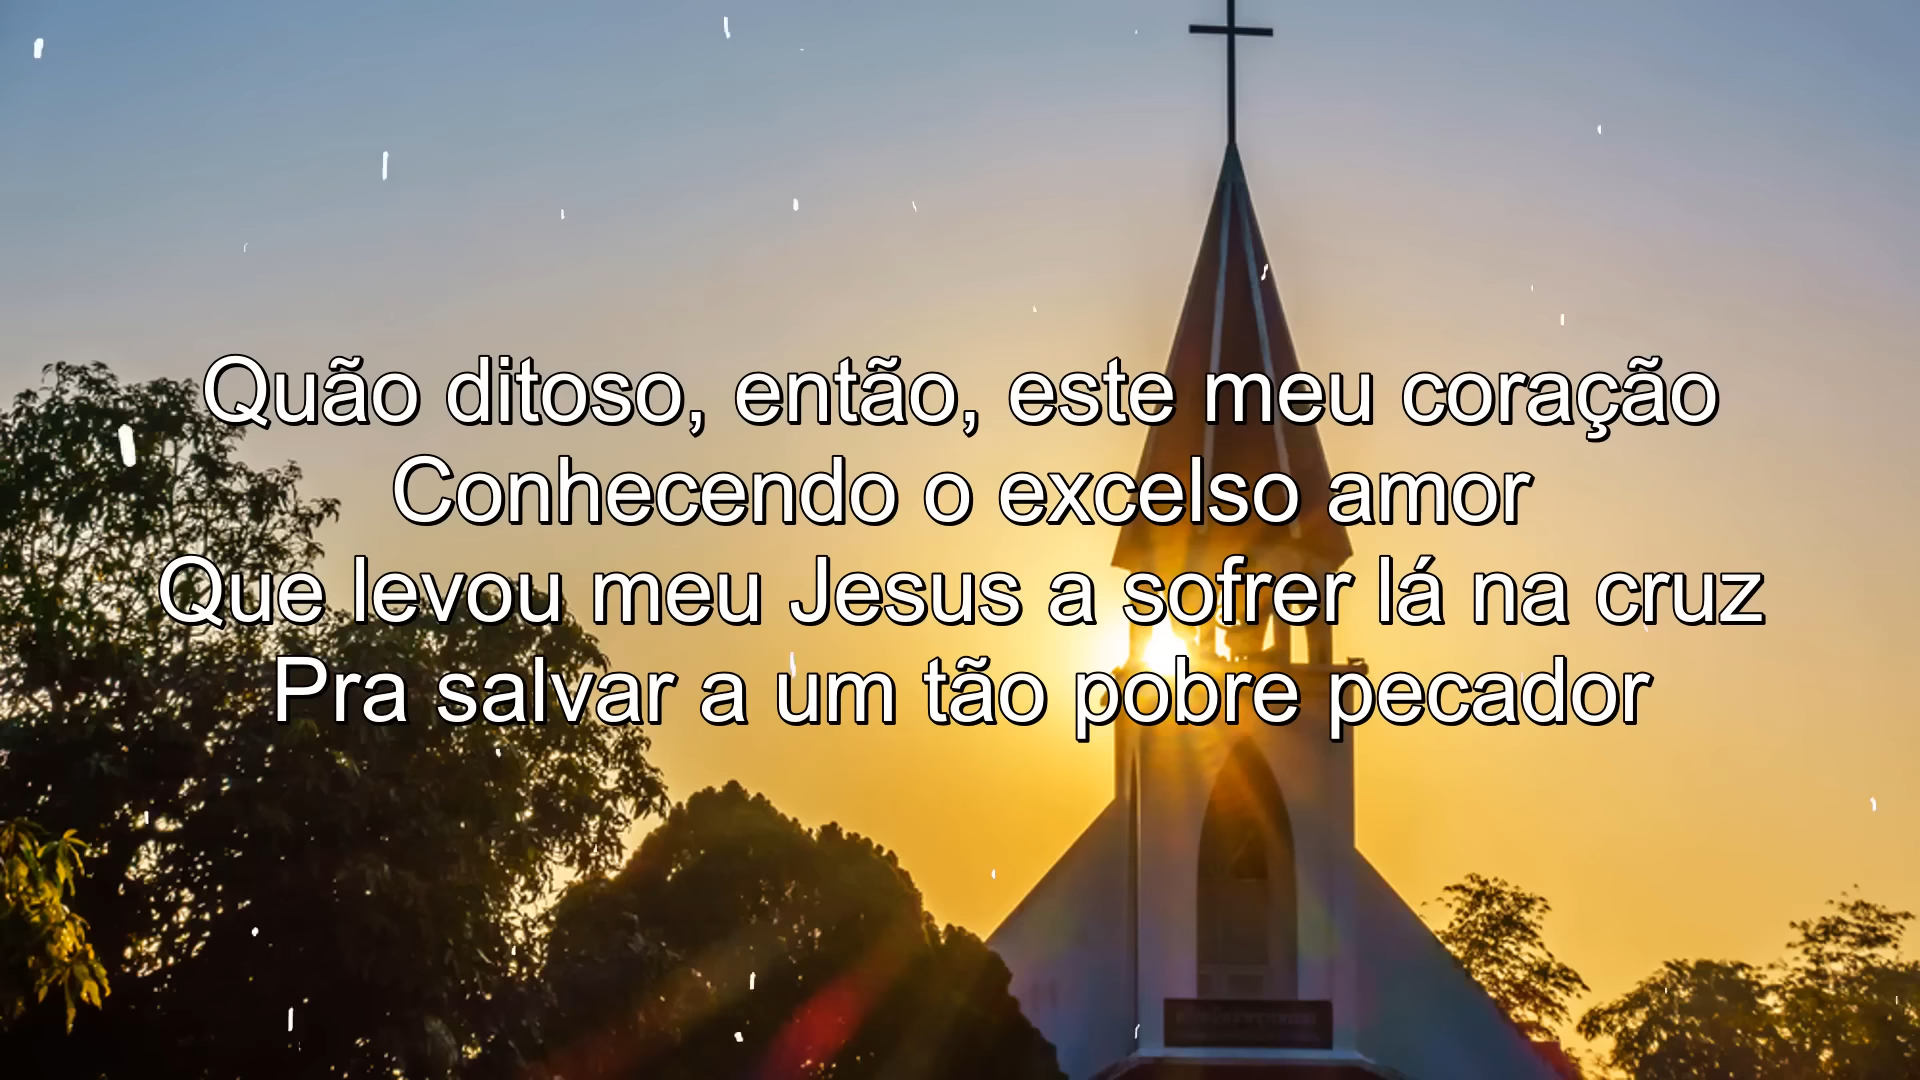 Quão ditoso, então, este meu coração
Conhecendo o excelso amor
Que levou meu Jesus a sofrer lá na cruz
Pra salvar a um tão pobre pecador